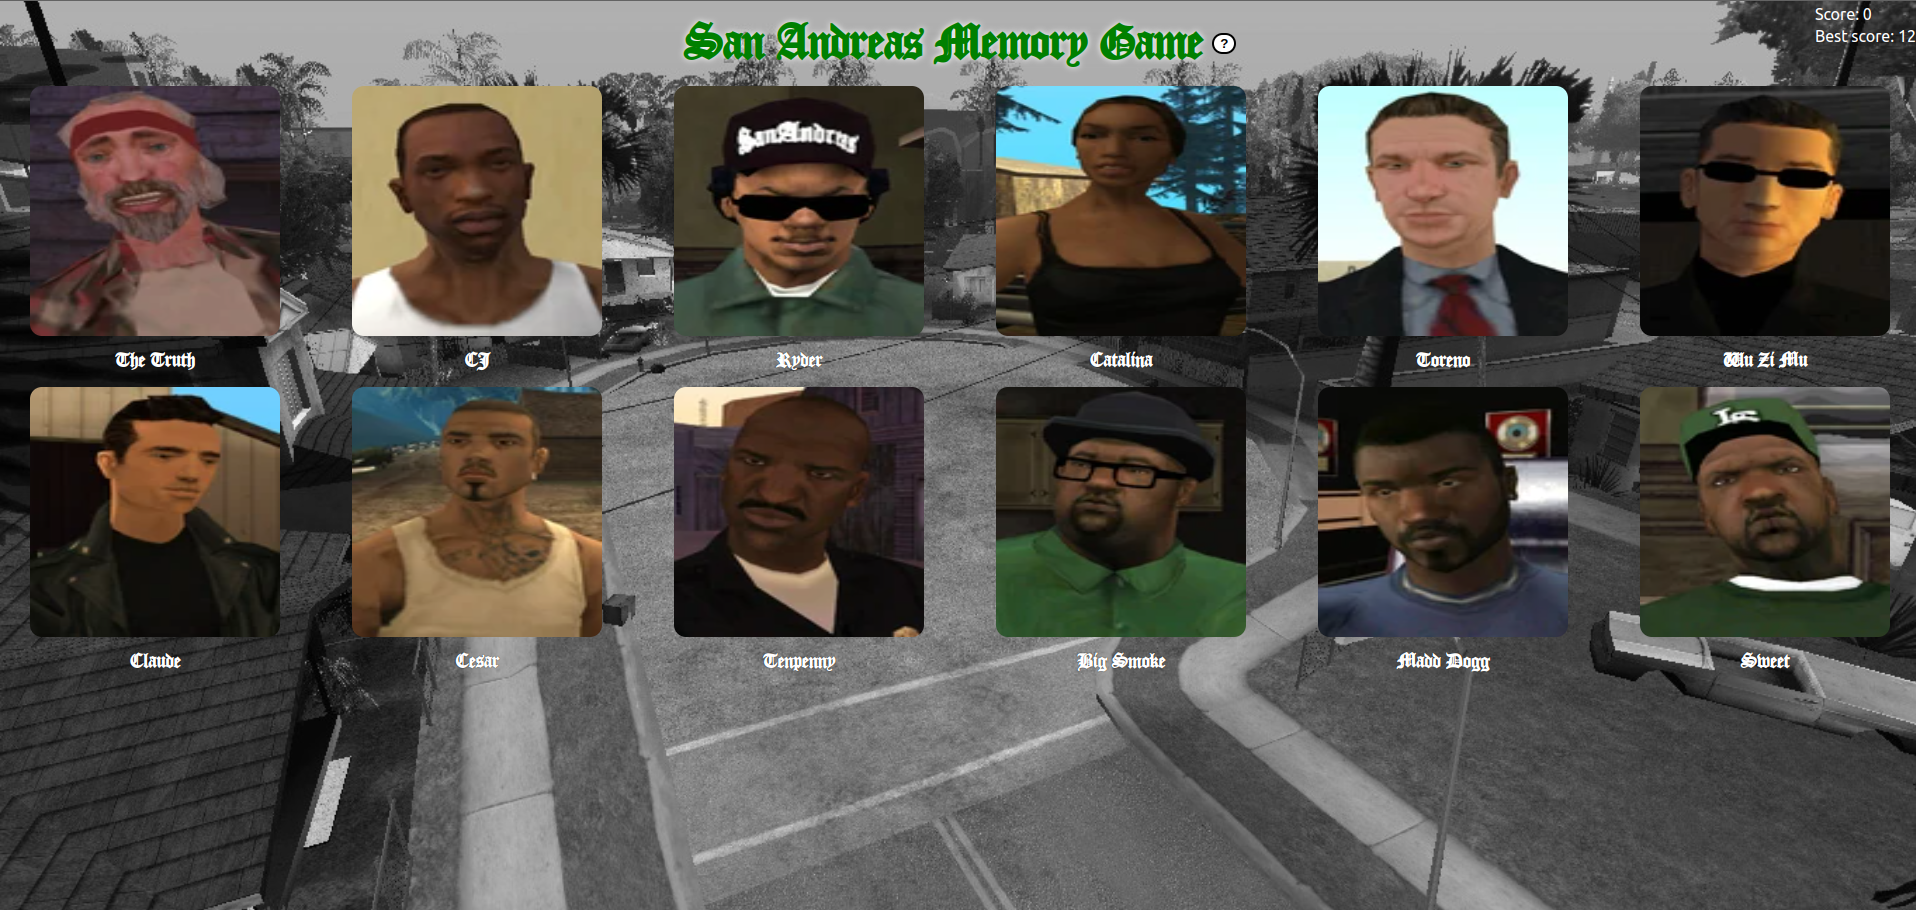 San Andreas Memory Game ?
Score: 0
Best score: 12
SanAndreas
The Truth
CJ
Ryder
Catalina
Toreno
Wu Zi Mu
Claude
Cesar
Tenpenny
Big Smoke
Madd Dogg
Sweet